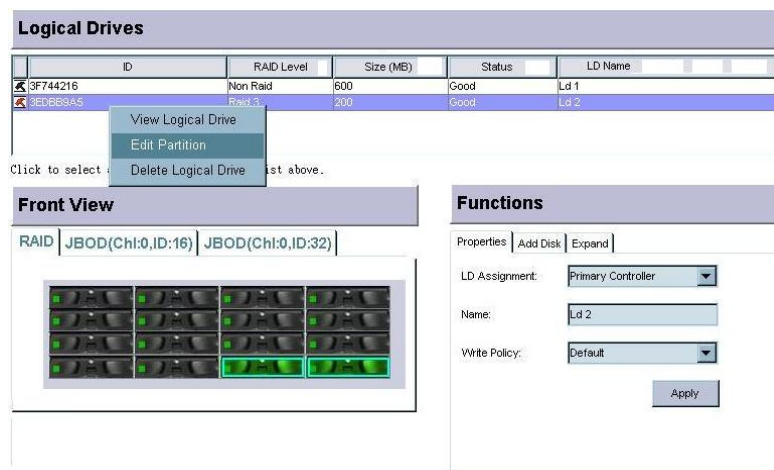 Logical Drives
ID RAID Level Size (MB) Status LD Name
3F744216 Non Raid 600 Good Ld 1
3EDBB9A5 Raid 3 200 Good Ld 2
View Logical Drive
Edit Partition
Click to select ist above.
Delete Logical Drive
Front View
RAID JBOD(Chl:0,ID:16) JBOD(Chl:0,ID:32)
Functions
Properties Add Disk Expand
LD Assignment: Primary Controller
Name: Ld 2
Write Policy: Default
Apply